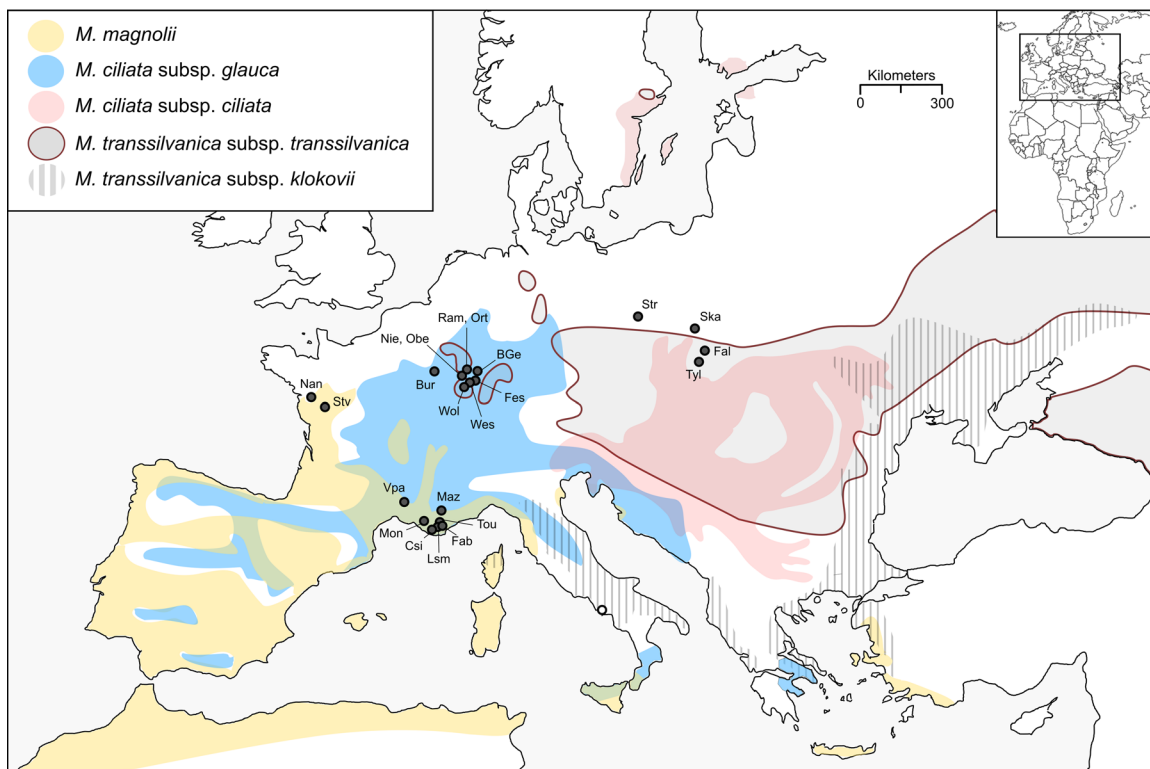 M. magnolii
M. ciliata subsp. glauca
M. ciliata subsp. ciliata
M. transsilvanica subsp. transsilvanica
M. transsilvanica subsp. klokovii
Kilometers
0 300
Str
Ska
Ram, Ort
Nie, Obe
BGe
Fal
Tyl
Bur
Nan
Stv
Fes
Wol
Wes
Vpa
Maz
Mon
Tou
Csi
Fab
Lsm